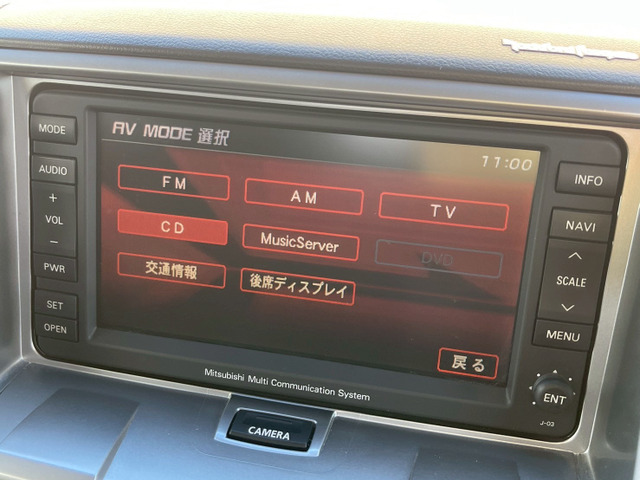 MODE
AUDIO
+
VOL
−
PWR
SET
OPEN
AV MODE 選択
11:00
FM
AM
TV
CD
MusicServer
DVD
交通情報
後席ディスプレイ
戻る
INFO
NAVI
SCALE
MENU
ENT
J-03
Mitsubishi Multi Communication System
CAMERA